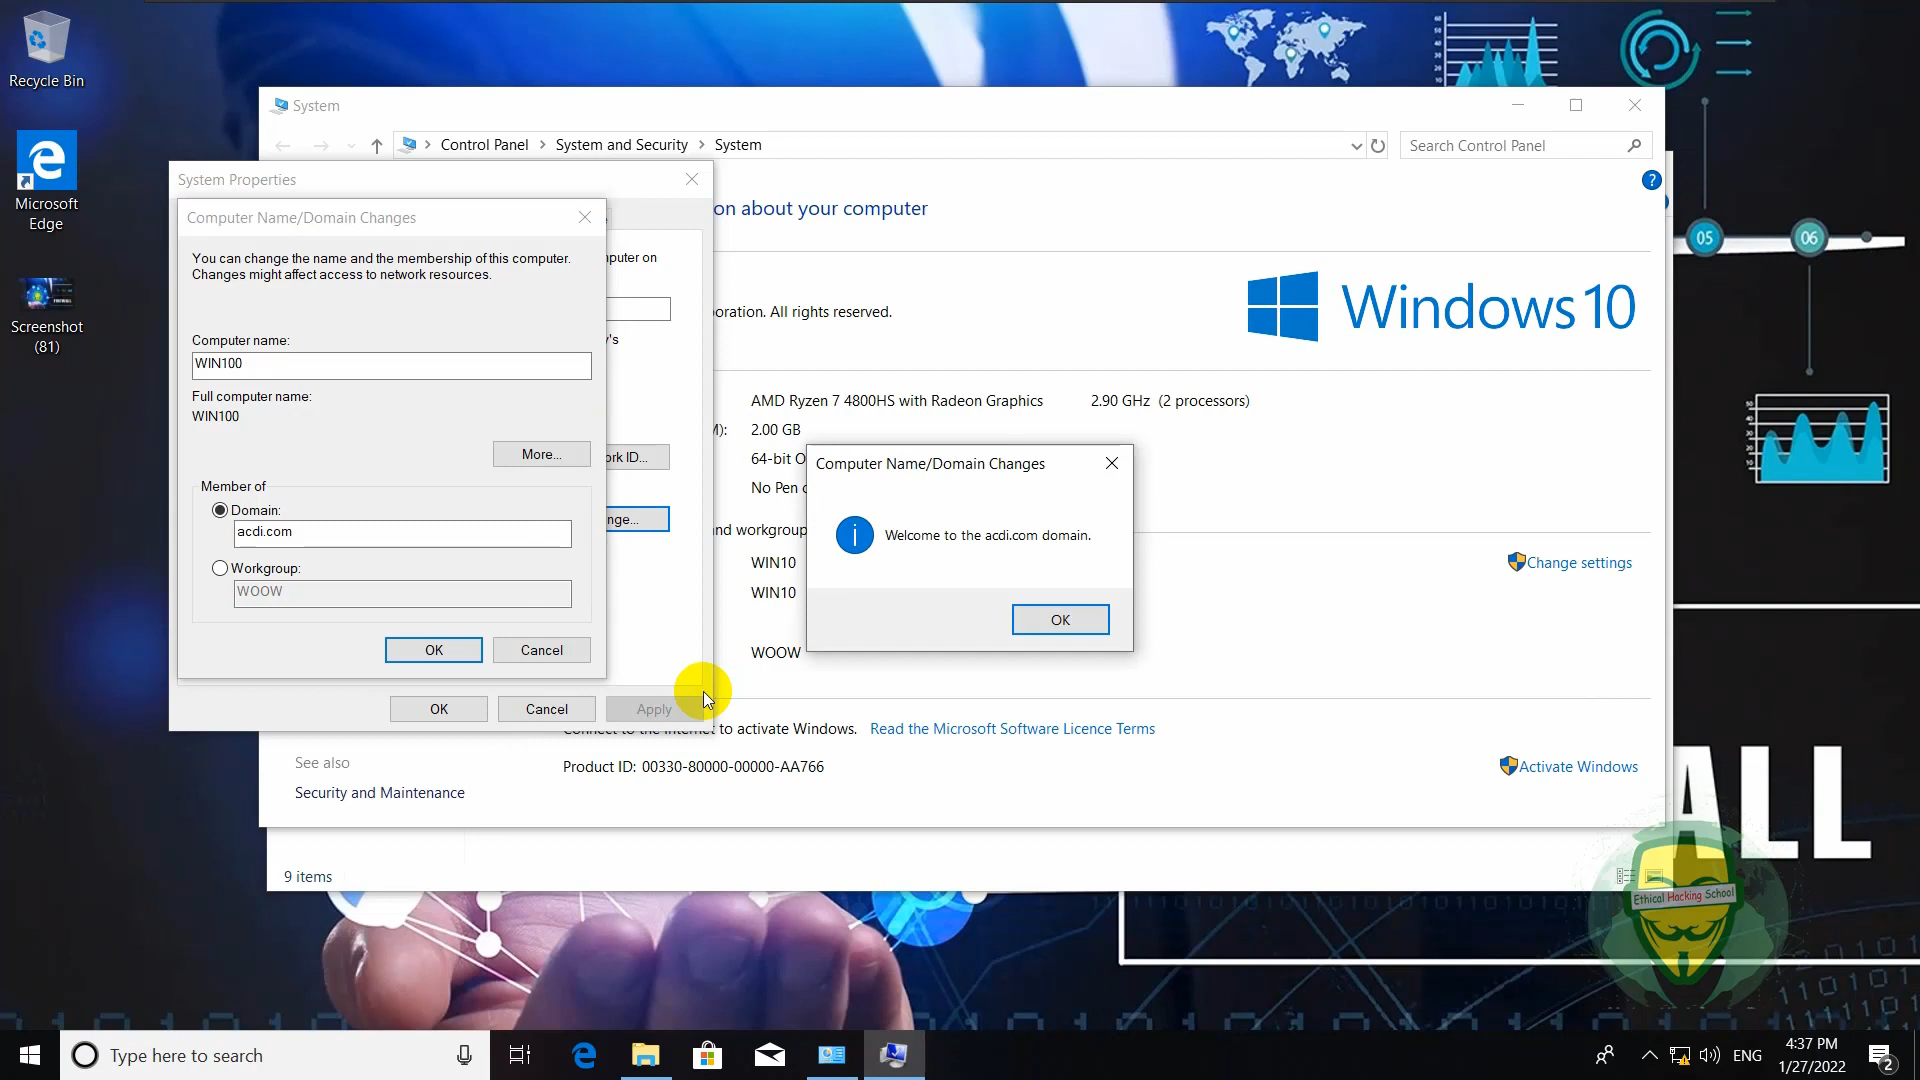 Recycle Bin
Microsoft
Edge
Screenshot
(81)
System
Control Panel
System and Security
System
Search Control Panel
?
on about your computer
oration. All rights reserved.
Windows 10
AMD Ryzen 7 4800HS with Radeon Graphics 2.90 GHz (2 processors)
M): 2.00 GB
64-bit O
No Pen
nd workgroup
WIN10
WIN10
WOOW
Change settings
to activate Windows. Read the Microsoft Software Licence Terms
Product ID: 00330-80000-00000-AA766
Activate Windows
See also
Security and Maintenance
9 items
System Properties
mputer on
y's
ork ID...
nge...
OK
Cancel
Apply
Computer Name/Domain Changes
You can change the name and the membership of this computer.
Changes might affect access to network resources.
Computer name:
WIN100
Full computer name:
WIN100
More...
Member of
Domain:
acdi.com
Workgroup:
WOOW
OK
Cancel
Computer Name/Domain Changes
Welcome to the acdi.com domain.
OK
05
06
ALL
Ethical Hacking School
Type here to search
ENG
4:37 PM
1/27/2022
2